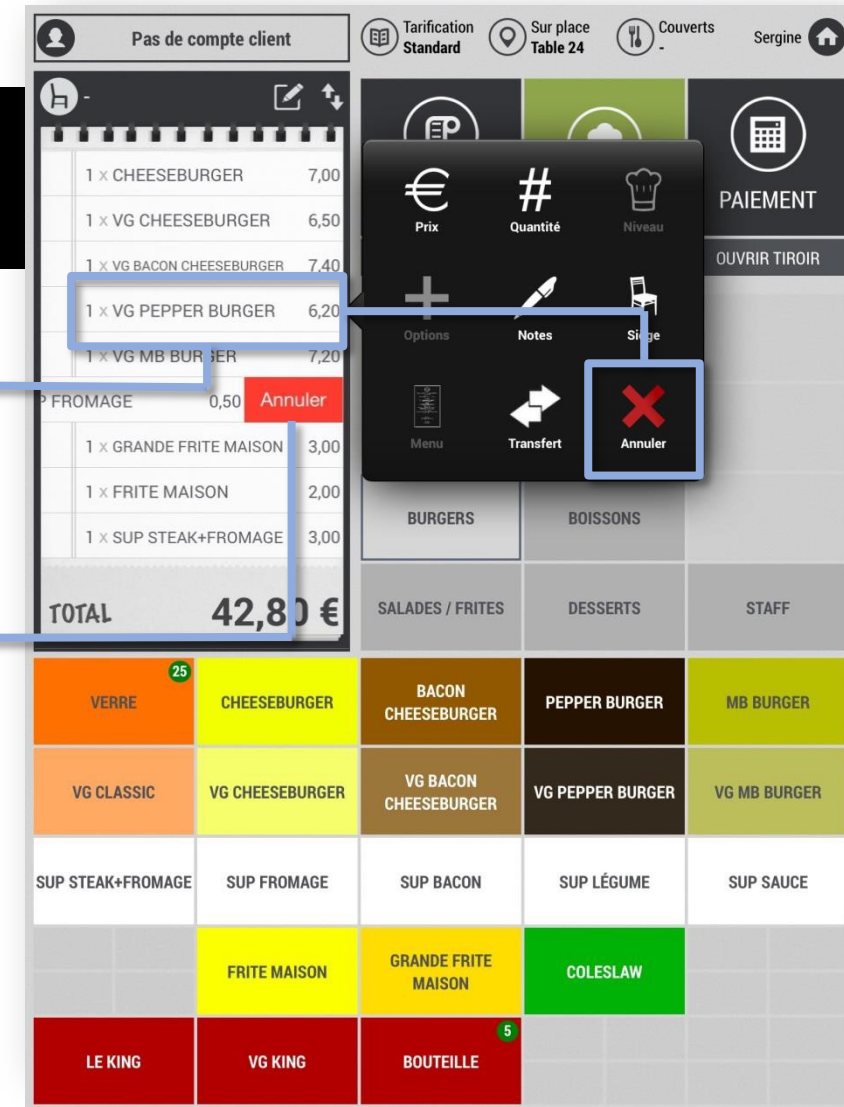 Pas de compte client
Tarification
Standard
Sur place
Table 24
Couverts
-
Sergine
-
1 x CHEESEBURGER 7,00
1 x VG CHEESEBURGER 6,50
1 x VG BACON CHEESEBURGER 7,40
1 x VG PEPPER BURGER 6,20
1 x VG MB BURGER 7,20
P FROMAGE 0,50 Annuler
1 x GRANDE FRITE MAISON 3,00
1 x FRITE MAISON 2,00
1 x SUP STEAK+FROMAGE 3,00
TOTAL 42,80 €
PAIEMENT
OUVRIR TIROIR
€ # 
Prix Quantité Niveau
Options Notes Siège
Menu Transfert Annuler
BURGERS BOISSONS
SALADES / FRITES DESSERTS STAFF
25
VERRE CHEESEBURGER BACON CHEESEBURGER PEPPER BURGER MB BURGER
VG CLASSIC VG CHEESEBURGER VG BACON CHEESEBURGER VG PEPPER BURGER VG MB BURGER
SUP STEAK+FROMAGE SUP FROMAGE SUP BACON SUP LÉGUME SUP SAUCE
FRITE MAISON GRANDE FRITE MAISON COLESLAW
5
LE KING VG KING BOUTEILLE